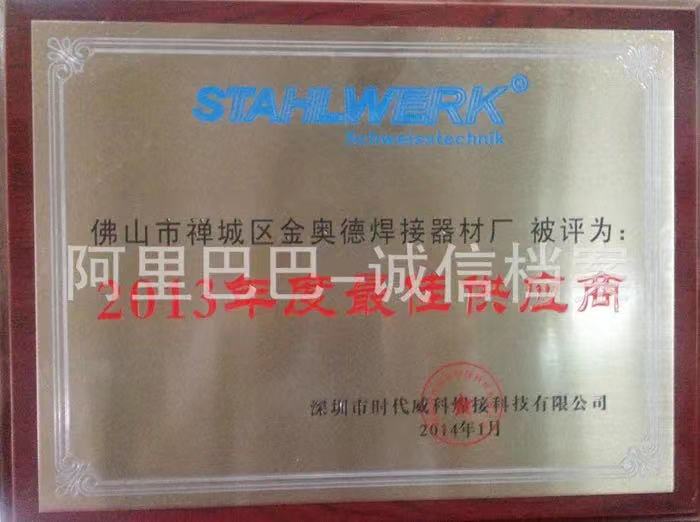 STAHLWERK®
Schweisstechnik
佛山市禅城区金奥德焊接器材厂 被评为:
阿里巴巴-诚信档案
2013年度最佳供应商
深圳市时代威科焊接科技有限公司
2014年1月